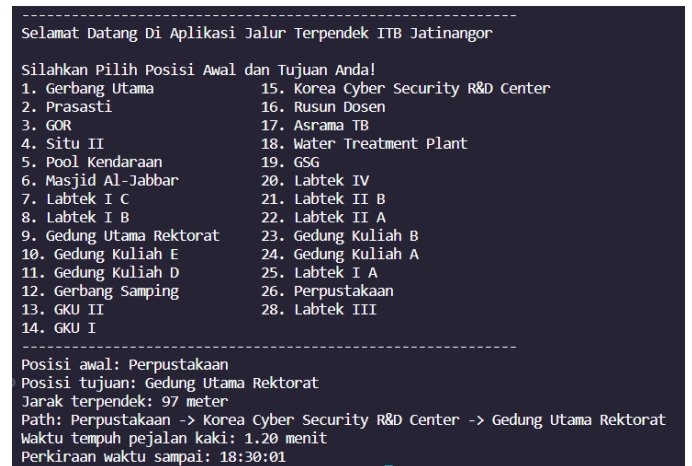 ------------------------------------------------------------
Selamat Datang Di Aplikasi Jalur Terpendek ITB Jatinangor
Silahkan Pilih Posisi Awal dan Tujuan Anda!
1. Gerbang Utama 15. Korea Cyber Security R&D Center
2. Prasasti 16. Rusun Dosen
3. GOR 17. Asrama TB
4. Situ II 18. Water Treatment Plant
5. Pool Kendaraan 19. GSG
6. Masjid Al-Jabbar 20. Labtek IV
7. Labtek I C 21. Labtek II B
8. Labtek I B 22. Labtek II A
9. Gedung Utama Rektorat 23. Gedung Kuliah B
10. Gedung Kuliah E 24. Gedung Kuliah A
11. Gedung Kuliah D 25. Labtek I A
12. Gerbang Samping 26. Perpustakaan
13. GKU II 28. Labtek III
14. GKU I
------------------------------------------------------------
Posisi awal: Perpustakaan
Posisi tujuan: Gedung Utama Rektorat
Jarak terpendek: 97 meter
Path: Perpustakaan -> Korea Cyber Security R&D Center -> Gedung Utama Rektorat
Waktu tempuh pejalan kaki: 1.20 menit
Perkiraan waktu sampai: 18:30:01